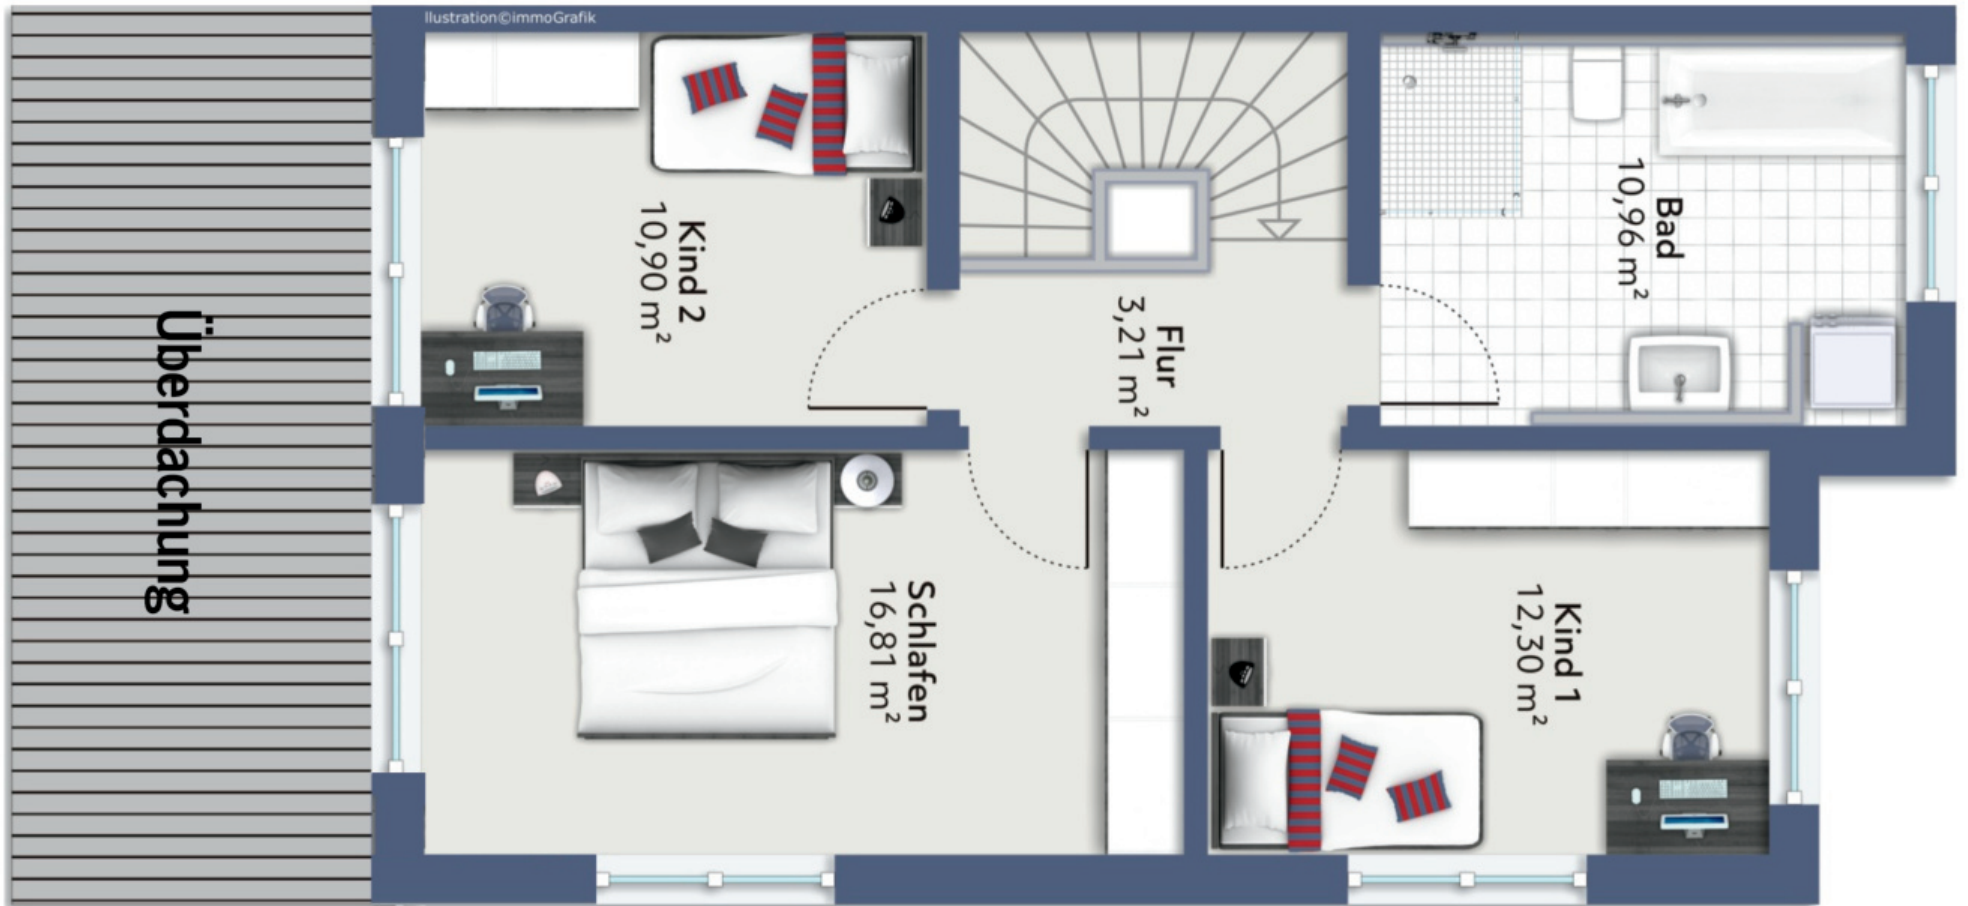 llustration©immoGrafik
Kind 2
10,90 m²
Flur
3,21 m²
Bad
10,96 m²
Überdachung
Schlafen
16,81 m²
Kind 1
12,30 m²